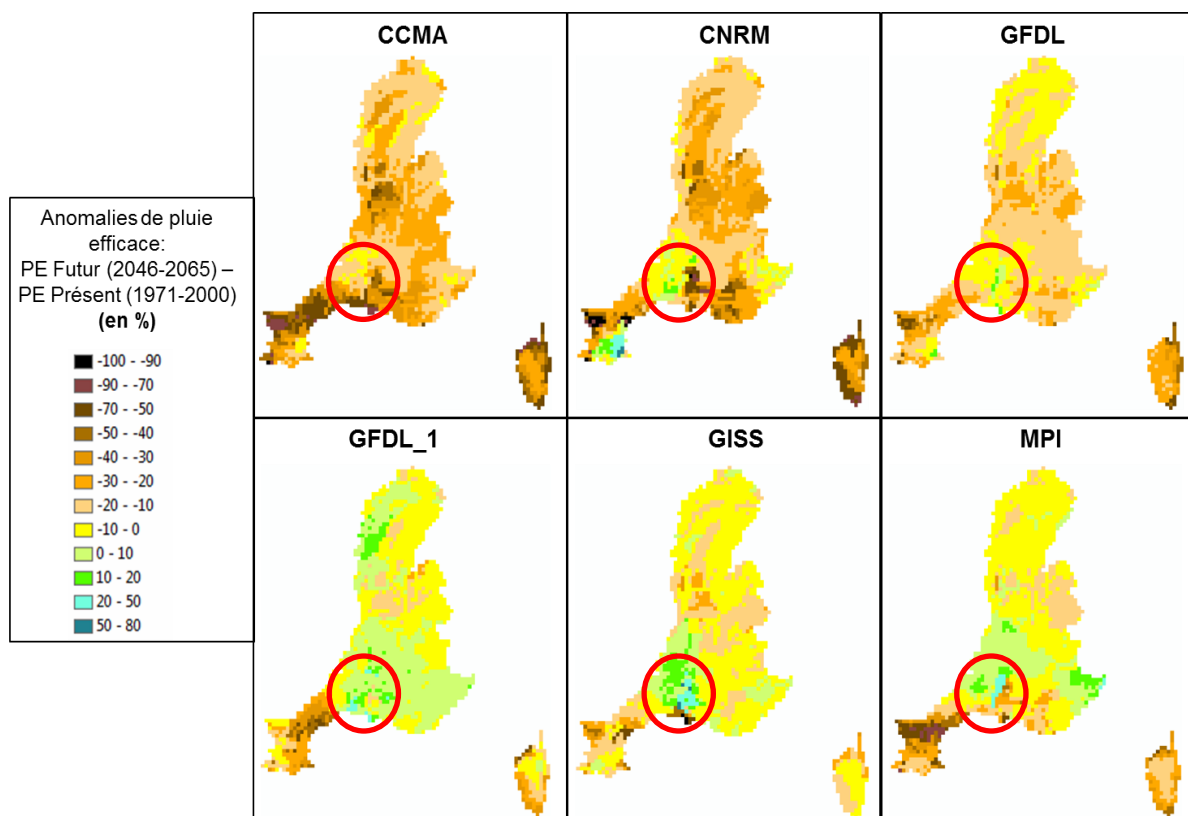 CCMA
CNRM
GFDL
Anomalies de pluie
efficace:
PE Futur (2046-2065) –
PE Présent (1971-2000)
(en %)
-100 - -90
-90 - -70
-70 - -50
-50 - -40
-40 - -30
-30 - -20
-20 - -10
-10 - 0
0 - 10
10 - 20
20 - 50
50 - 80
GFDL_1
GISS
MPI